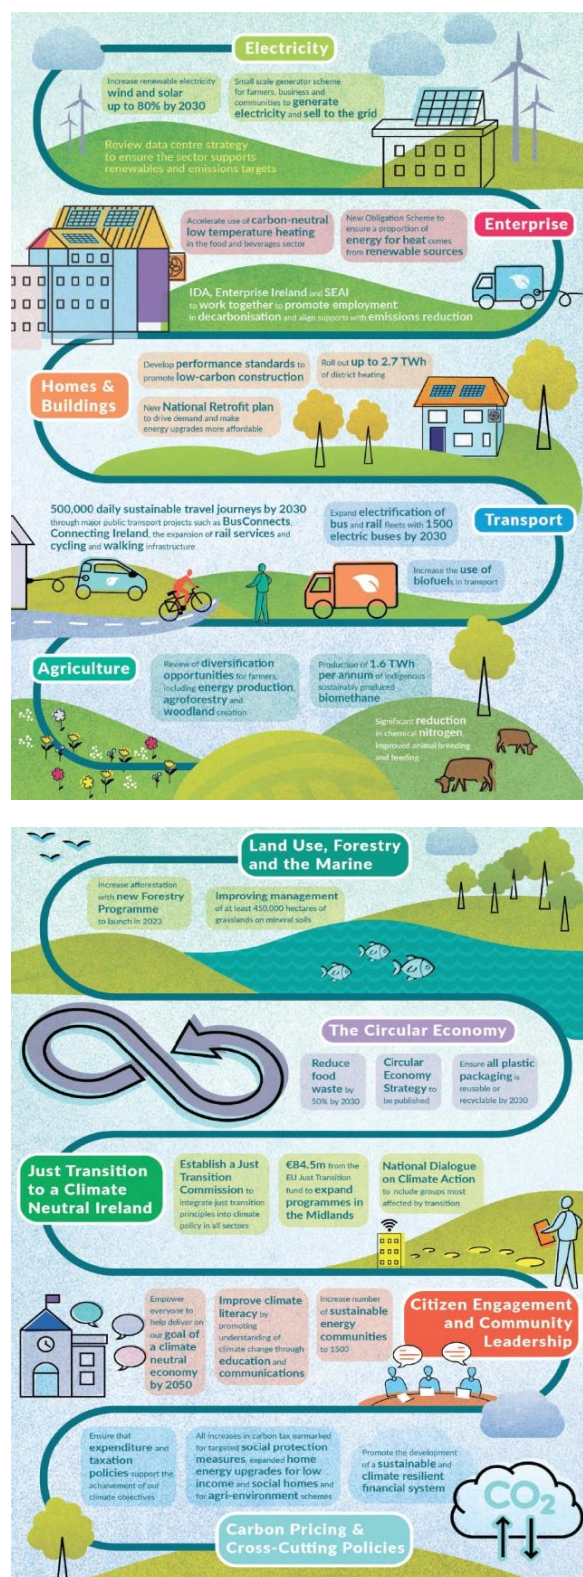 Electricity
Increase renewable electricity
wind and solar
up to 80% by 2030
Small scale generator scheme
for farmers, business and
communities to generate
electricity and sell to the grid
Review data centre strategy
to ensure the sector supports
renewables and emissions targets
Enterprise
Accelerate use of carbon-neutral
low temperature heating
in the food and beverages sector
New Obligation Scheme to
ensure a proportion of
energy for heat comes
from renewable sources
IDA, Enterprise Ireland and SEAI
to work together to promote employment
in decarbonisation and align supports with emissions reduction
Homes &
Buildings
Develop performance standards to
promote low-carbon construction
Roll out up to 2.7 TWh
of district heating
New National Retrofit plan
to drive demand and make
energy upgrades more affordable
500,000 daily sustainable travel journeys by 2030
through major public transport projects such as BusConnects,
Connecting Ireland, the expansion of rail services and
cycling and walking infrastructure
Expand electrification of
bus and rail fleets with 1500
electric buses by 2030
Transport
Increase the use of
biofuels in transport
Agriculture
Review of diversification
opportunities for farmers,
including energy production,
agroforestry and
woodland creation
Production of 1.6 TWh
per annum of indigenous
sustainably produced
biomethane
Significant reduction
in chemical nitrogen,
improved animal breeding
and feeding
Land Use, Forestry
and the Marine
Increase afforestation
with new Forestry
Programme
to launch in 2023
Improving management
of at least 450,000 hectares of
grasslands on mineral soils
The Circular Economy
Reduce
food
waste by
50% by 2030
Circular
Economy
Strategy to
be published
Ensure all plastic
packaging is
reusable or
recyclable by 2030
Just Transition
to a Climate
Neutral Ireland
Establish a Just
Transition
Commission to
integrate just transition
principles into climate
policy in all sectors
€84.5m from the
EU Just Transition
fund to expand
programmes in
the Midlands
National Dialogue
on Climate Action
to include groups most
affected by transition
Empower
everyone to
help deliver on
our goal of
a climate
neutral
economy
by 2050
Improve climate
literacy by
promoting
understanding of
climate change through
education and
communications
Increase number
of sustainable
energy
communities
to 1500
Citizen Engagement
and Community
Leadership
Ensure that
expenditure and
taxation
policies support the
achievement of our
climate objectives
All increases in carbon tax earmarked
for targeted social protection
measures, expanded home
energy upgrades for low
income and social homes and
for agri-environment schemes
Promote the development
of a sustainable and
climate resilient
financial system
CO2
Carbon Pricing &
Cross-Cutting Policies